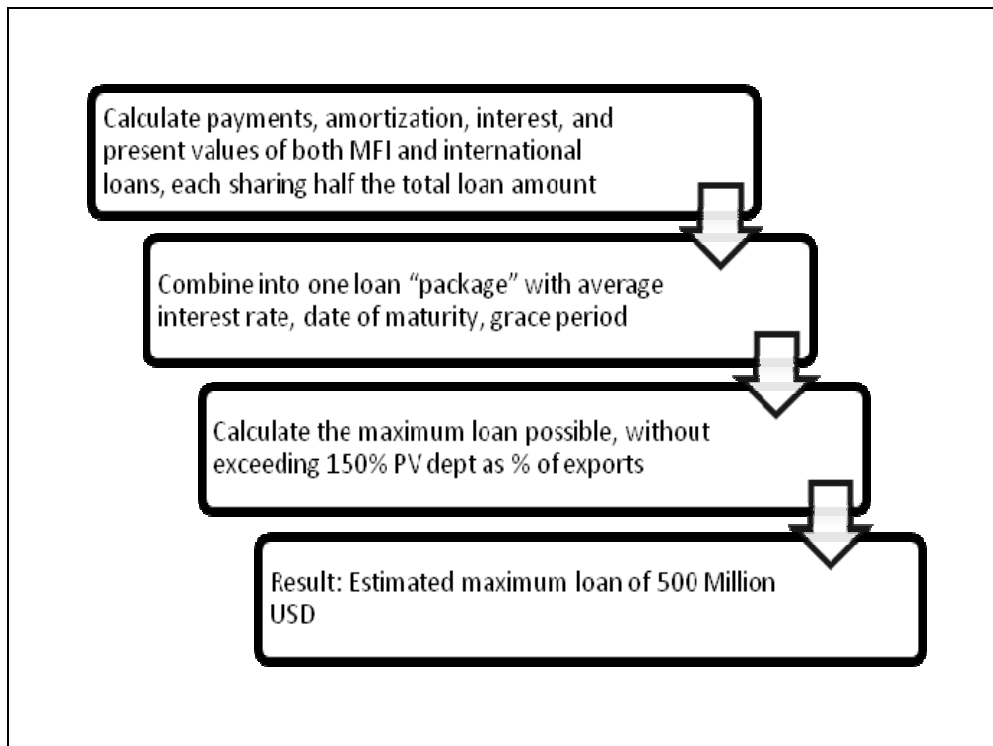 Calculate payments, amortization, interest, and
present values of both MFI and international
loans, each sharing half the total loan amount
Combine into one loan “package” with average
interest rate, date of maturity, grace period
Calculate the maximum loan possible, without
exceeding 150% PV dept as % of exports
Result: Estimated maximum loan of 500 Million
USD